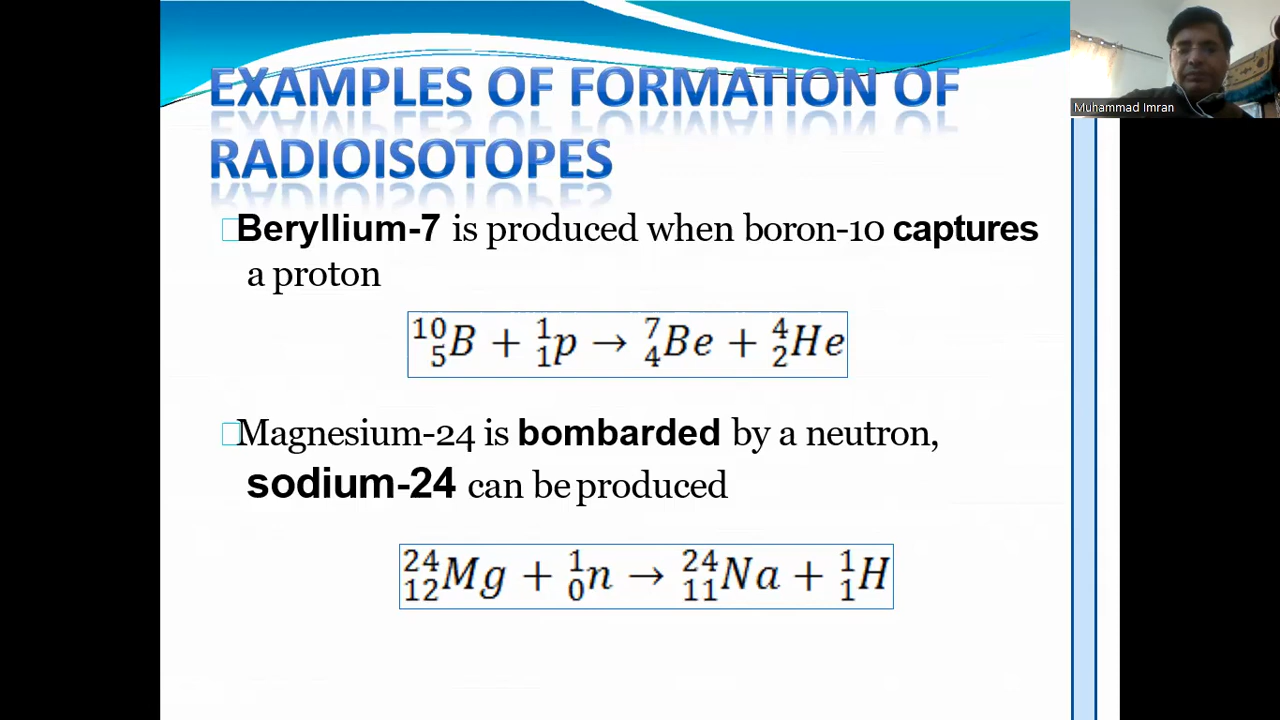 EXAMPLES OF FORMATION OF
RADIOISOTOPES
Muhammad Imran
Beryllium-7 is produced when boron-10 captures
a proton
¹⁰₅B + ¹₁p → ⁷₄Be + ⁴₂He
Magnesium-24 is bombarded by a neutron,
sodium-24 can be produced
²⁴₁₂Mg + ¹₀n → ²⁴₁₁Na + ¹₁H